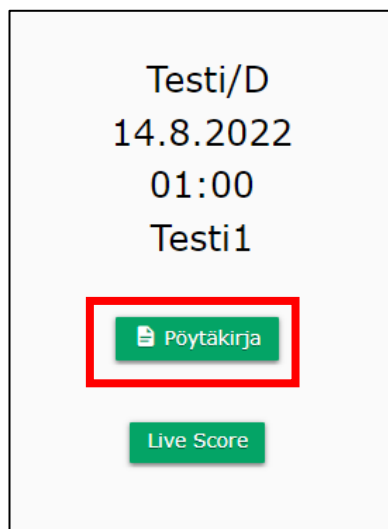 Testi/D
14.8.2022
01:00
Testi1
Pöytäkirja
Live Score